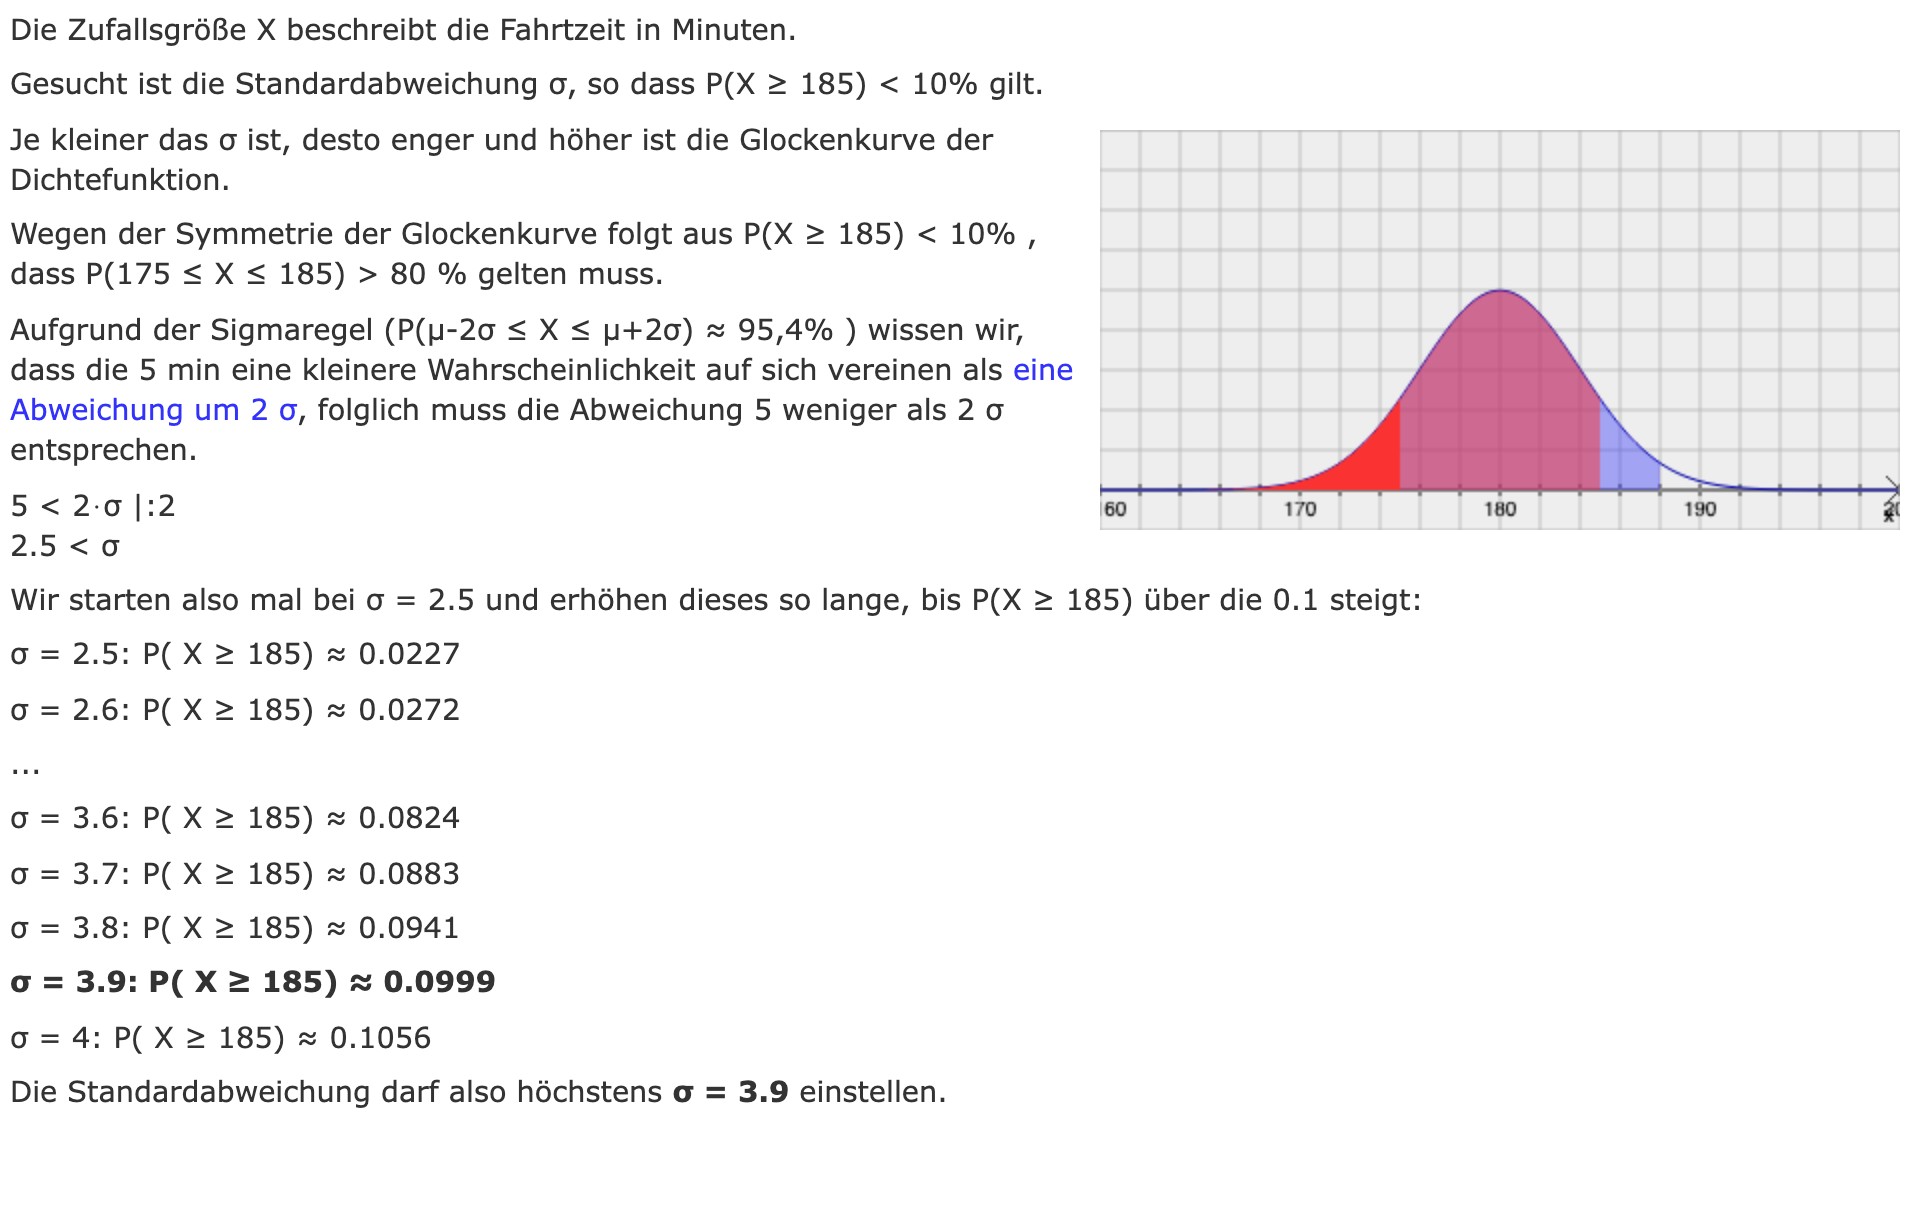 Die Zufallsgröße X beschreibt die Fahrtzeit in Minuten.
Gesucht ist die Standardabweichung σ, so dass P(X ≥ 185) < 10% gilt.
Je kleiner das σ ist, desto enger und höher ist die Glockenkurve der
Dichtefunktion.
Wegen der Symmetrie der Glockenkurve folgt aus P(X ≥ 185) < 10% ,
dass P(175 ≤ X ≤ 185) > 80 % gelten muss.
Aufgrund der Sigmaregel (P(μ-2σ ≤ X ≤ μ+2σ) ≈ 95,4% ) wissen wir,
dass die 5 min eine kleinere Wahrscheinlichkeit auf sich vereinen als eine
Abweichung um 2 σ, folglich muss die Abweichung 5 weniger als 2 σ
entsprechen.
60 170 180 190 20
x
5 < 2·σ |:2
2.5 < σ
Wir starten also mal bei σ = 2.5 und erhöhen dieses so lange, bis P(X ≥ 185) über die 0.1 steigt:
σ = 2.5: P( X ≥ 185) ≈ 0.0227
σ = 2.6: P( X ≥ 185) ≈ 0.0272
...
σ = 3.6: P( X ≥ 185) ≈ 0.0824
σ = 3.7: P( X ≥ 185) ≈ 0.0883
σ = 3.8: P( X ≥ 185) ≈ 0.0941
σ = 3.9: P( X ≥ 185) ≈ 0.0999
σ = 4: P( X ≥ 185) ≈ 0.1056
Die Standardabweichung darf also höchstens σ = 3.9 einstellen.